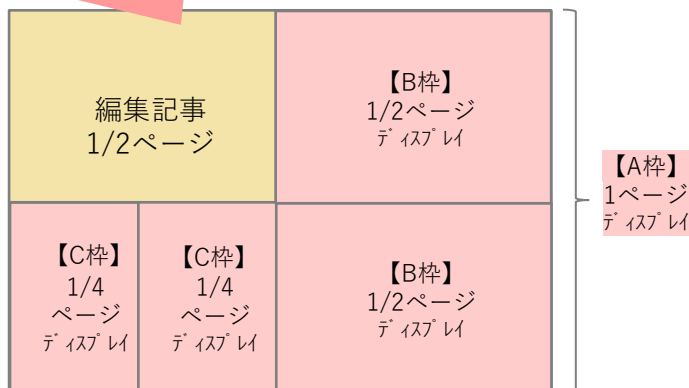 編集記事
1/2ページ
【B枠】
1/2ページ
ﾃﾞｨｽﾌﾟﾚｲ
【A枠】
1ページ
ﾃﾞｨｽﾌﾟﾚｲ
【C枠】
1/4
ページ
ﾃﾞｨｽﾌﾟﾚｲ
【C枠】
1/4
ページ
ﾃﾞｨｽﾌﾟﾚｲ
【B枠】
1/2ページ
ﾃﾞｨｽﾌﾟﾚｲ